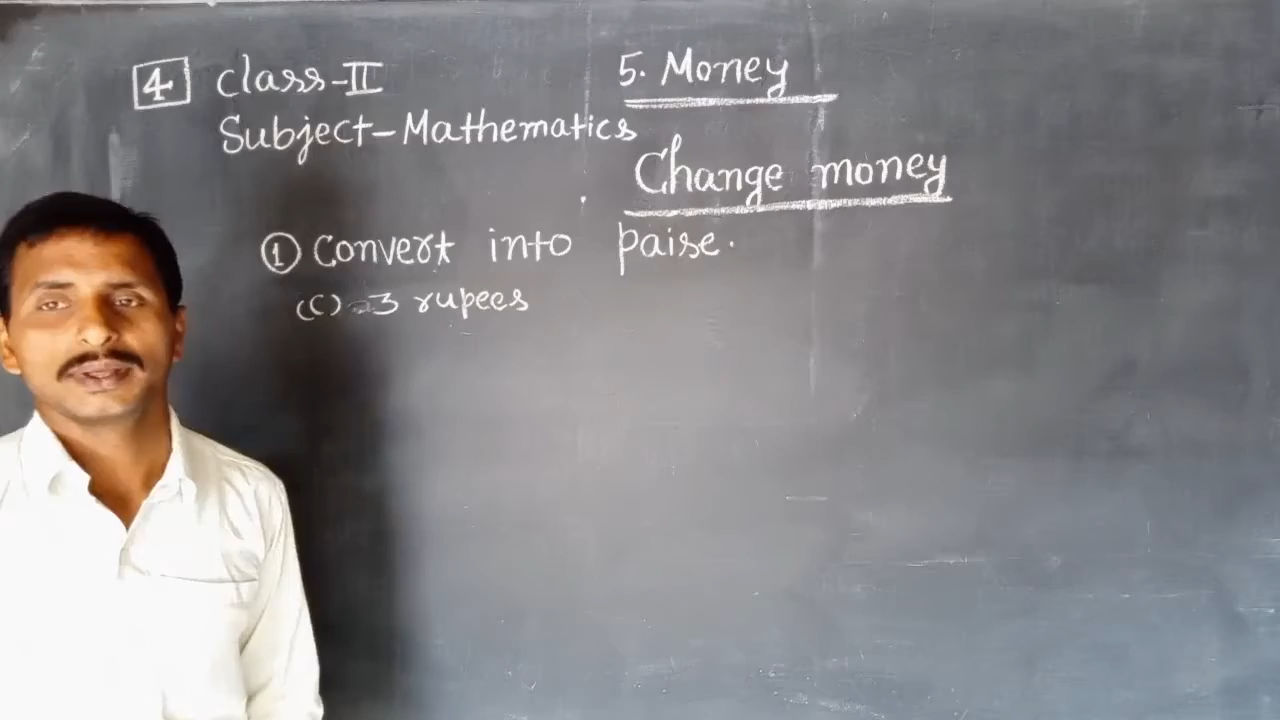 4 Class-II
Subject-Mathematics
5. Money
Change money
① Convert into paise.
(C) 3 rupees